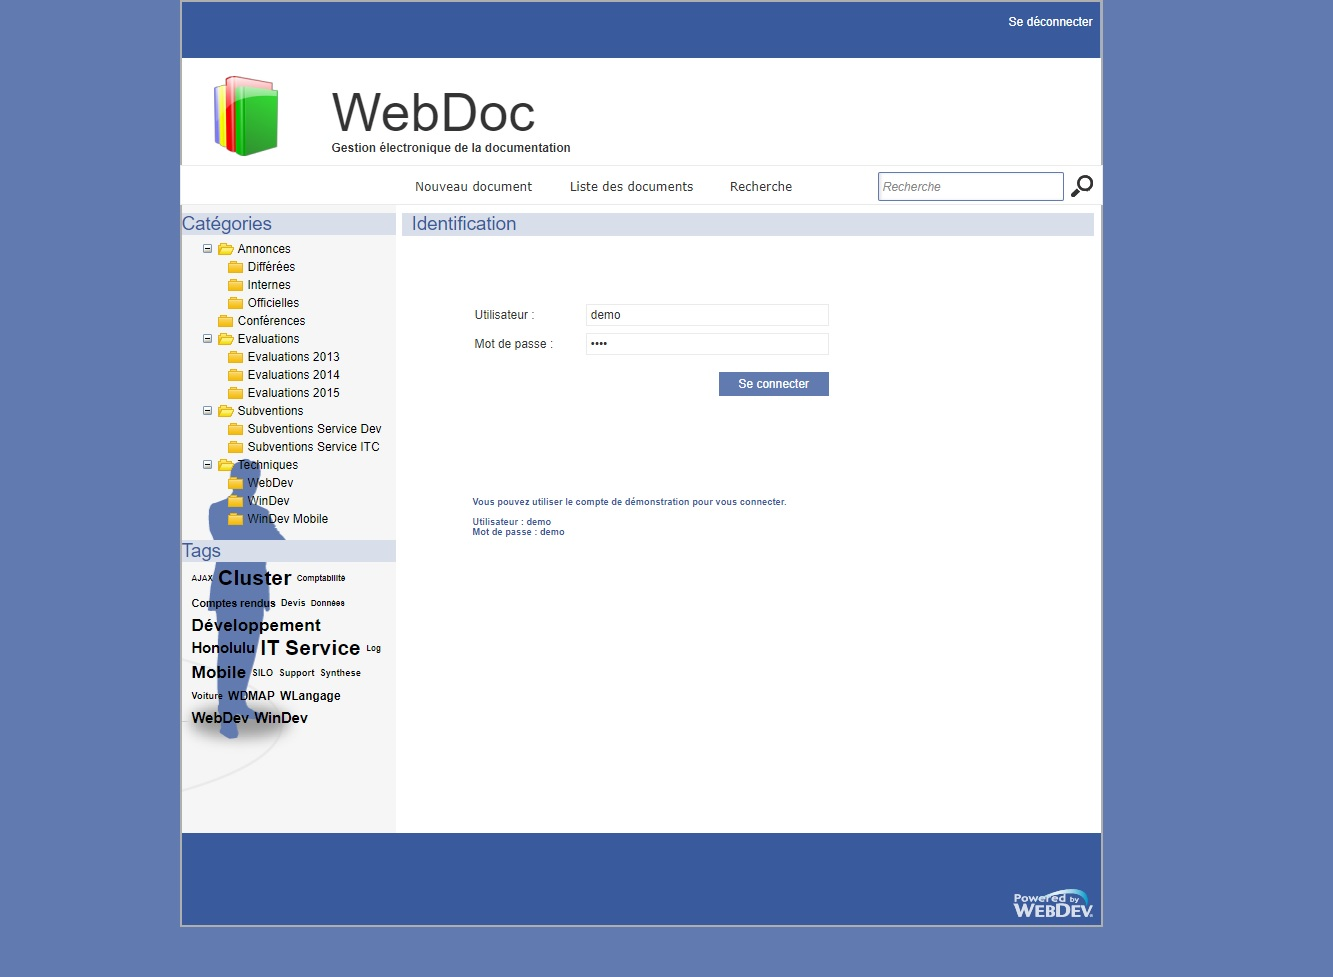 Se déconnecter
WebDoc
Gestion électronique de la documentation
Nouveau document Liste des documents Recherche Recherche
Catégories
Annonces
Différées
Internes
Officielles
Conférences
Evaluations
Evaluations 2013
Evaluations 2014
Evaluations 2015
Subventions
Subventions Service Dev
Subventions Service ITC
Techniques
WebDev
WinDev
WinDev Mobile
Tags
AJAX Cluster Comptabilité
Comptes rendus Devis Données
Développement
Honolulu IT Service Log
Mobile SILO Support Synthese
Voiture WDMAP WLangage
WebDev WinDev
Identification
Utilisateur : demo
Mot de passe : ••••
Se connecter
Vous pouvez utiliser le compte de démonstration pour vous connecter.
Utilisateur : demo
Mot de passe : demo
Powered by
WEBDEV